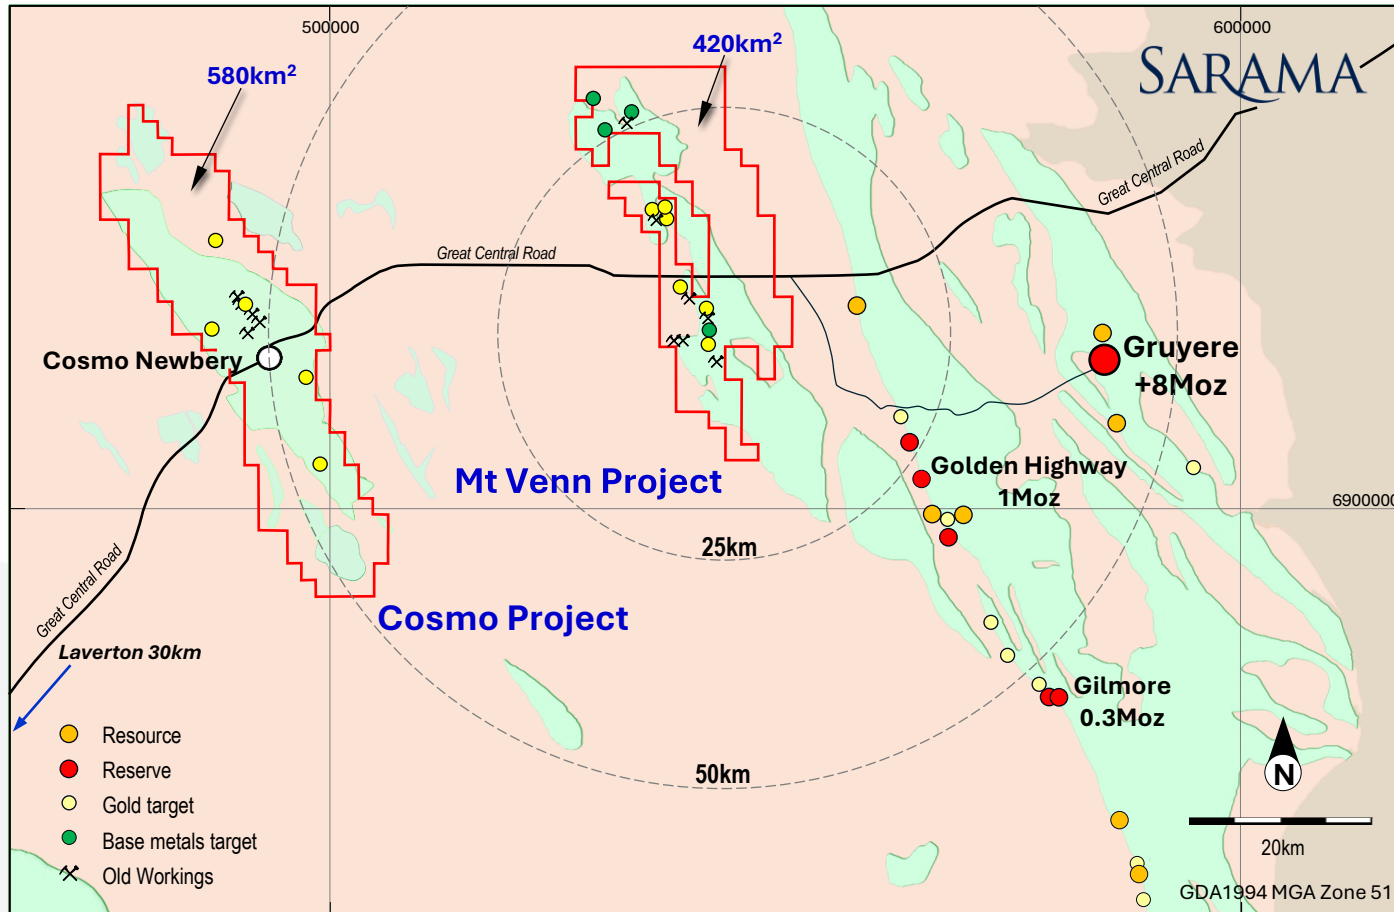 500000
600000
420km²
580km²
SARAMA
Great Central Road
Great Central Road
Cosmo Newbery
Gruyere
+8Moz
Mt Venn Project
Golden Highway
1Moz
6900000
25km
Great Central Road
Cosmo Project
Laverton 30km
Gilmore
0.3Moz
50km
Resource
Reserve
Gold target
Base metals target
Old Workings
N
20km
GDA1994 MGA Zone 51